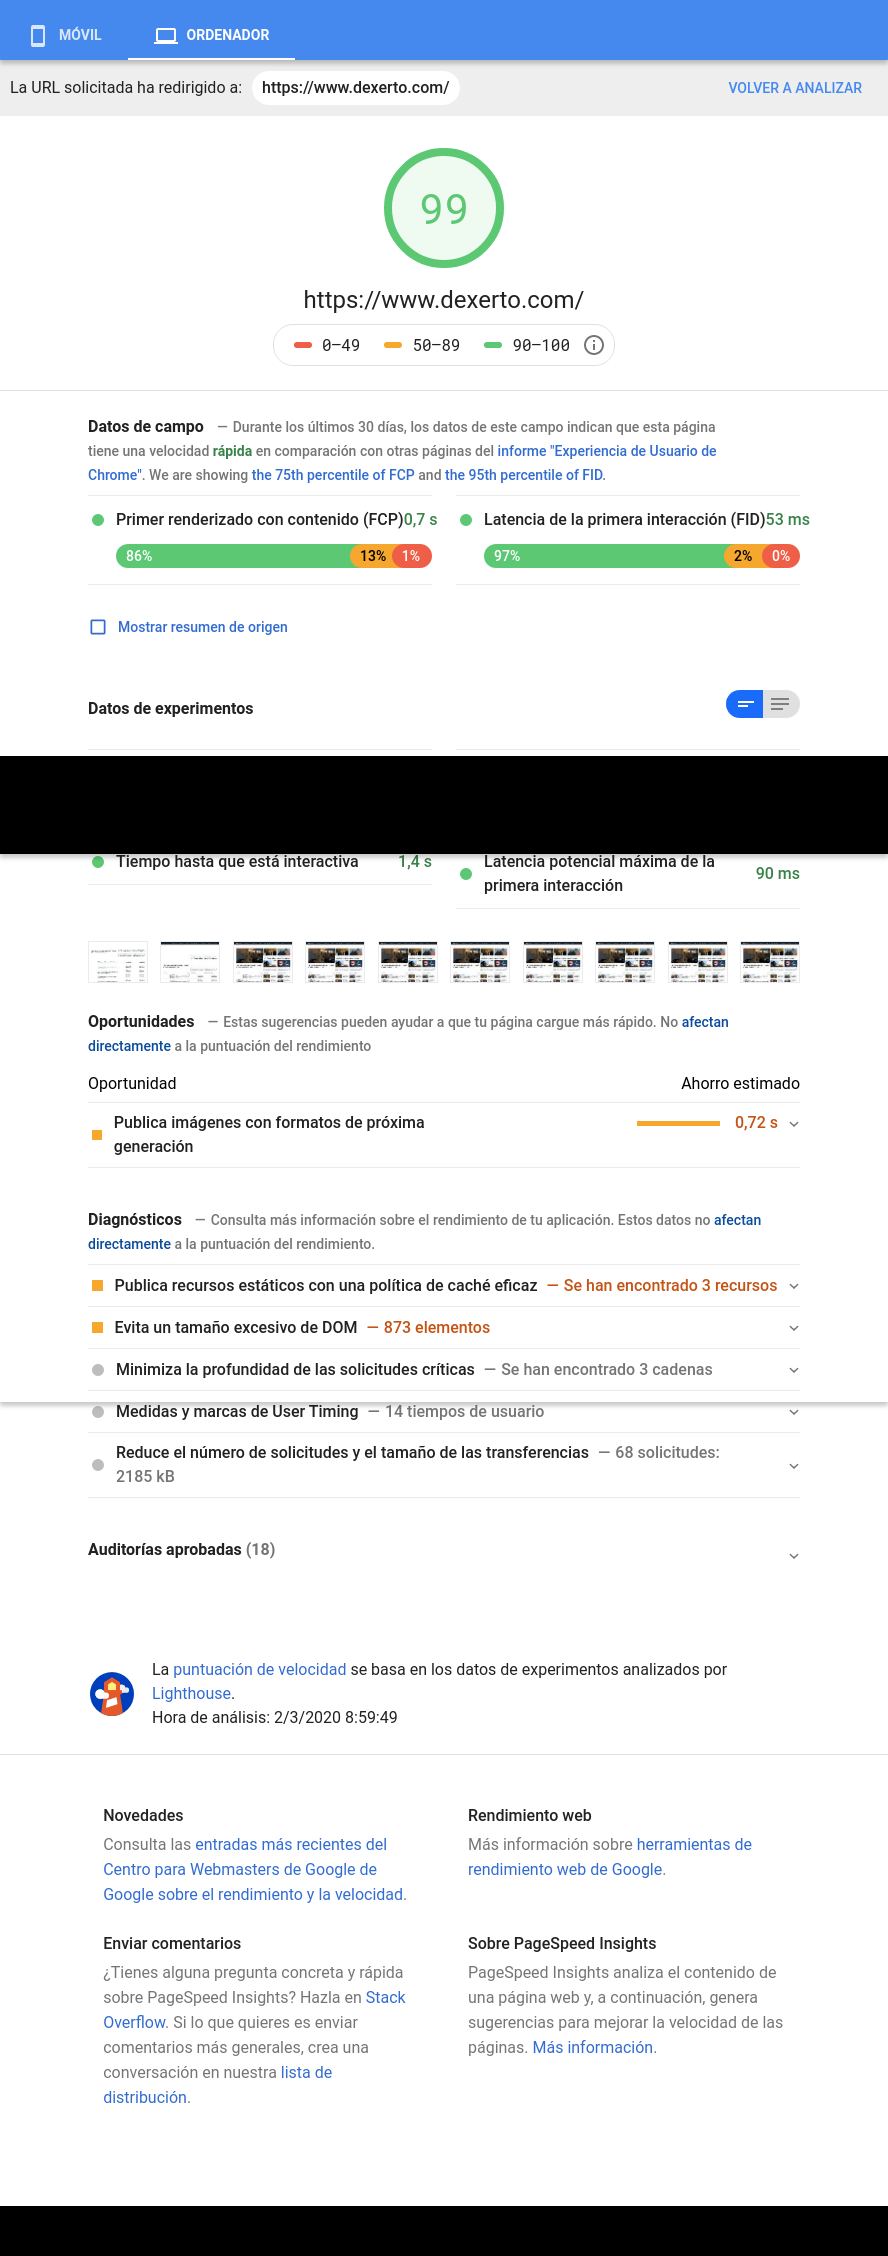 MÓVIL
ORDENADOR
La URL solicitada ha redirigido a: https://www.dexerto.com/
VOLVER A ANALIZAR
99
https://www.dexerto.com/
0–49 50–89 90–100
Datos de campo — Durante los últimos 30 días, los datos de este campo indican que esta página
tiene una velocidad rápida en comparación con otras páginas del informe "Experiencia de Usuario de
Chrome". We are showing the 75th percentile of FCP and the 95th percentile of FID.
Primer renderizado con contenido (FCP) 0,7 s
86% 13% 1%
Latencia de la primera interacción (FID) 53 ms
97% 2% 0%
Mostrar resumen de origen
Datos de experimentos
Tiempo hasta que está interactiva 1,4 s
Latencia potencial máxima de la
primera interacción
90 ms
Oportunidades — Estas sugerencias pueden ayudar a que tu página cargue más rápido. No afectan
directamente a la puntuación del rendimiento
Oportunidad Ahorro estimado
Publica imágenes con formatos de próxima
generación
0,72 s
Diagnósticos — Consulta más información sobre el rendimiento de tu aplicación. Estos datos no afectan
directamente a la puntuación del rendimiento.
Publica recursos estáticos con una política de caché eficaz — Se han encontrado 3 recursos
Evita un tamaño excesivo de DOM — 873 elementos
Minimiza la profundidad de las solicitudes críticas — Se han encontrado 3 cadenas
Medidas y marcas de User Timing — 14 tiempos de usuario
Reduce el número de solicitudes y el tamaño de las transferencias — 68 solicitudes:
2185 kB
Auditorías aprobadas (18)
La puntuación de velocidad se basa en los datos de experimentos analizados por
Lighthouse.
Hora de análisis: 2/3/2020 8:59:49
Novedades
Consulta las entradas más recientes del
Centro para Webmasters de Google de
Google sobre el rendimiento y la velocidad.
Rendimiento web
Más información sobre herramientas de
rendimiento web de Google.
Enviar comentarios
¿Tienes alguna pregunta concreta y rápida
sobre PageSpeed Insights? Hazla en Stack
Overflow. Si lo que quieres es enviar
comentarios más generales, crea una
conversación en nuestra lista de
distribución.
Sobre PageSpeed Insights
PageSpeed Insights analiza el contenido de
una página web y, a continuación, genera
sugerencias para mejorar la velocidad de las
páginas. Más información.